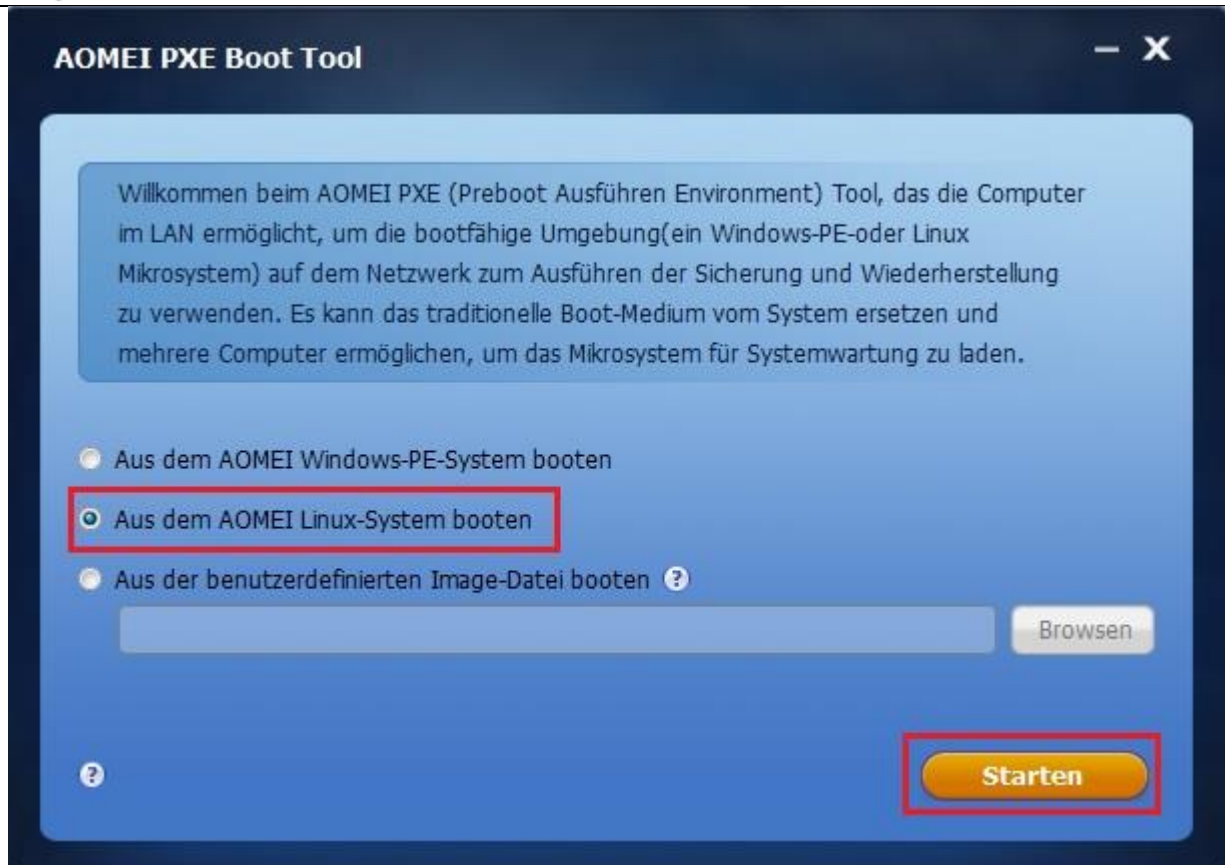 AOMEI PXE Boot Tool
Willkommen beim AOMEI PXE (Preboot Ausführen Environment) Tool, das die Computer
im LAN ermöglicht, um die bootfähige Umgebung(ein Windows-PE-oder Linux
Mikrosystem) auf dem Netzwerk zum Ausführen der Sicherung und Wiederherstellung
zu verwenden. Es kann das traditionelle Boot-Medium vom System ersetzen und
mehrere Computer ermöglichen, um das Mikrosystem für Systemwartung zu laden.
Aus dem AOMEI Windows-PE-System booten
Aus dem AOMEI Linux-System booten
Aus der benutzerdefinierten Image-Datei booten ?
Browsen
? Starten